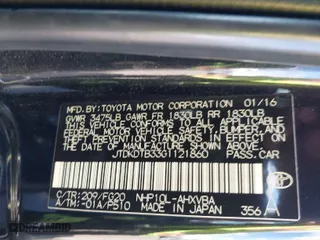 MFD. BY: TOYOTA MOTOR CORPORATION 01/16
GVWR 3475LB GAWR FR 1830LB RR 1830LB
THIS VEHICLE CONFORMS TO ALL APPLICABLE
FEDERAL MOTOR VEHICLE SAFETY, BUMPER, AND
THEFT PREVENTION STANDARDS IN EFFECT ON
THE DATE OF MANUFACTURE SHOWN ABOVE.
JTDKDTB33G1121860 PASS. CAR
C/TR: 209/FG20 NHP10L-AHXVBA
A/TM: -01A/P510 MADE IN JAPAN 356